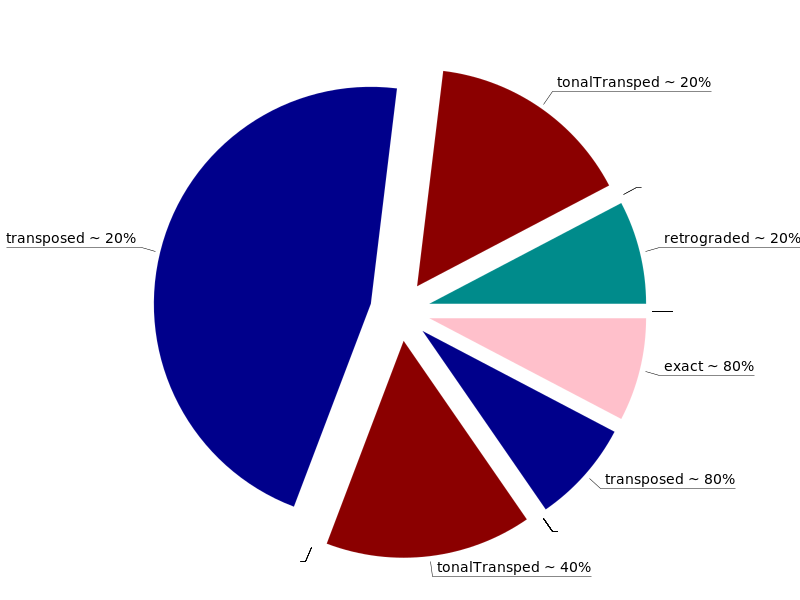 tonalTransped ~ 20%
transposed ~ 20%
retrograded ~ 20%
exact ~ 80%
transposed ~ 80%
tonalTransped ~ 40%